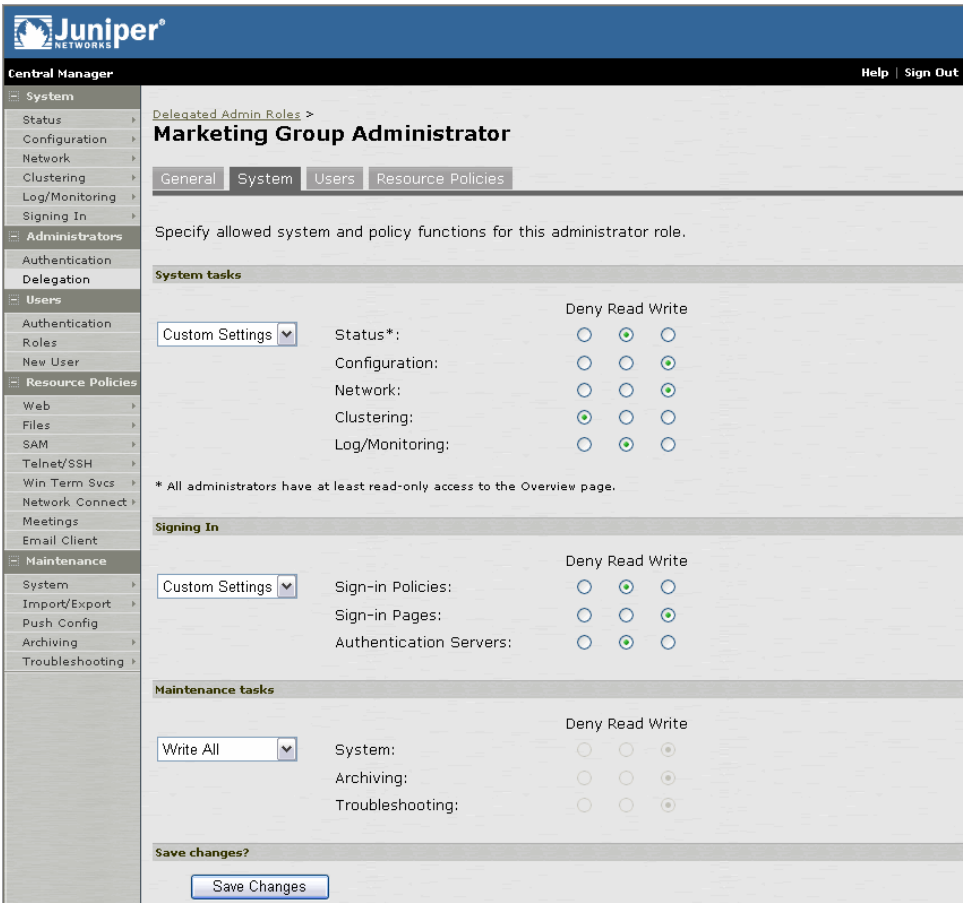 Juniper®
NETWORKS
Central Manager
Help | Sign Out
System
Status
Configuration
Network
Clustering
Log/Monitoring
Signing In
Administrators
Authentication
Delegation
Users
Authentication
Roles
New User
Resource Policies
Web
Files
SAM
Telnet/SSH
Win Term Svcs
Network Connect
Meetings
Email Client
Maintenance
System
Import/Export
Push Config
Archiving
Troubleshooting
Delegated Admin Roles >
Marketing Group Administrator
General System Users Resource Policies
Specify allowed system and policy functions for this administrator role.
System tasks
Deny Read Write
Custom Settings Status*:
Configuration:
Network:
Clustering:
Log/Monitoring:
* All administrators have at least read-only access to the Overview page.
Signing In
Deny Read Write
Custom Settings Sign-in Policies:
Sign-in Pages:
Authentication Servers:
Maintenance tasks
Deny Read Write
Write All System:
Archiving:
Troubleshooting:
Save changes?
Save Changes